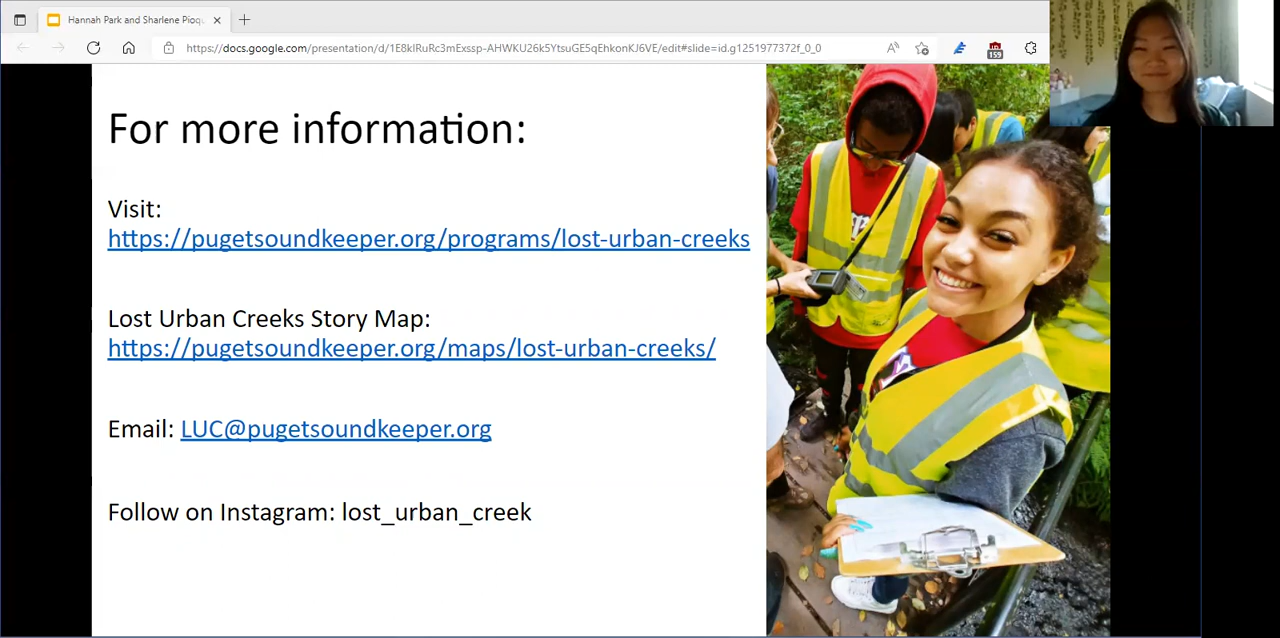 Hannah Park and Sharlene Pioqu
https://docs.google.com/presentation/d/1E8klRuRc3mExssp-AHWKU26k5YtsuGE5qEhkonKJ6VE/edit#slide=id.g1251977372f_0_0
159
For more information:
Visit:
https://pugetsoundkeeper.org/programs/lost-urban-creeks
Lost Urban Creeks Story Map:
https://pugetsoundkeeper.org/maps/lost-urban-creeks/
Email: LUC@pugetsoundkeeper.org
Follow on Instagram: lost_urban_creek